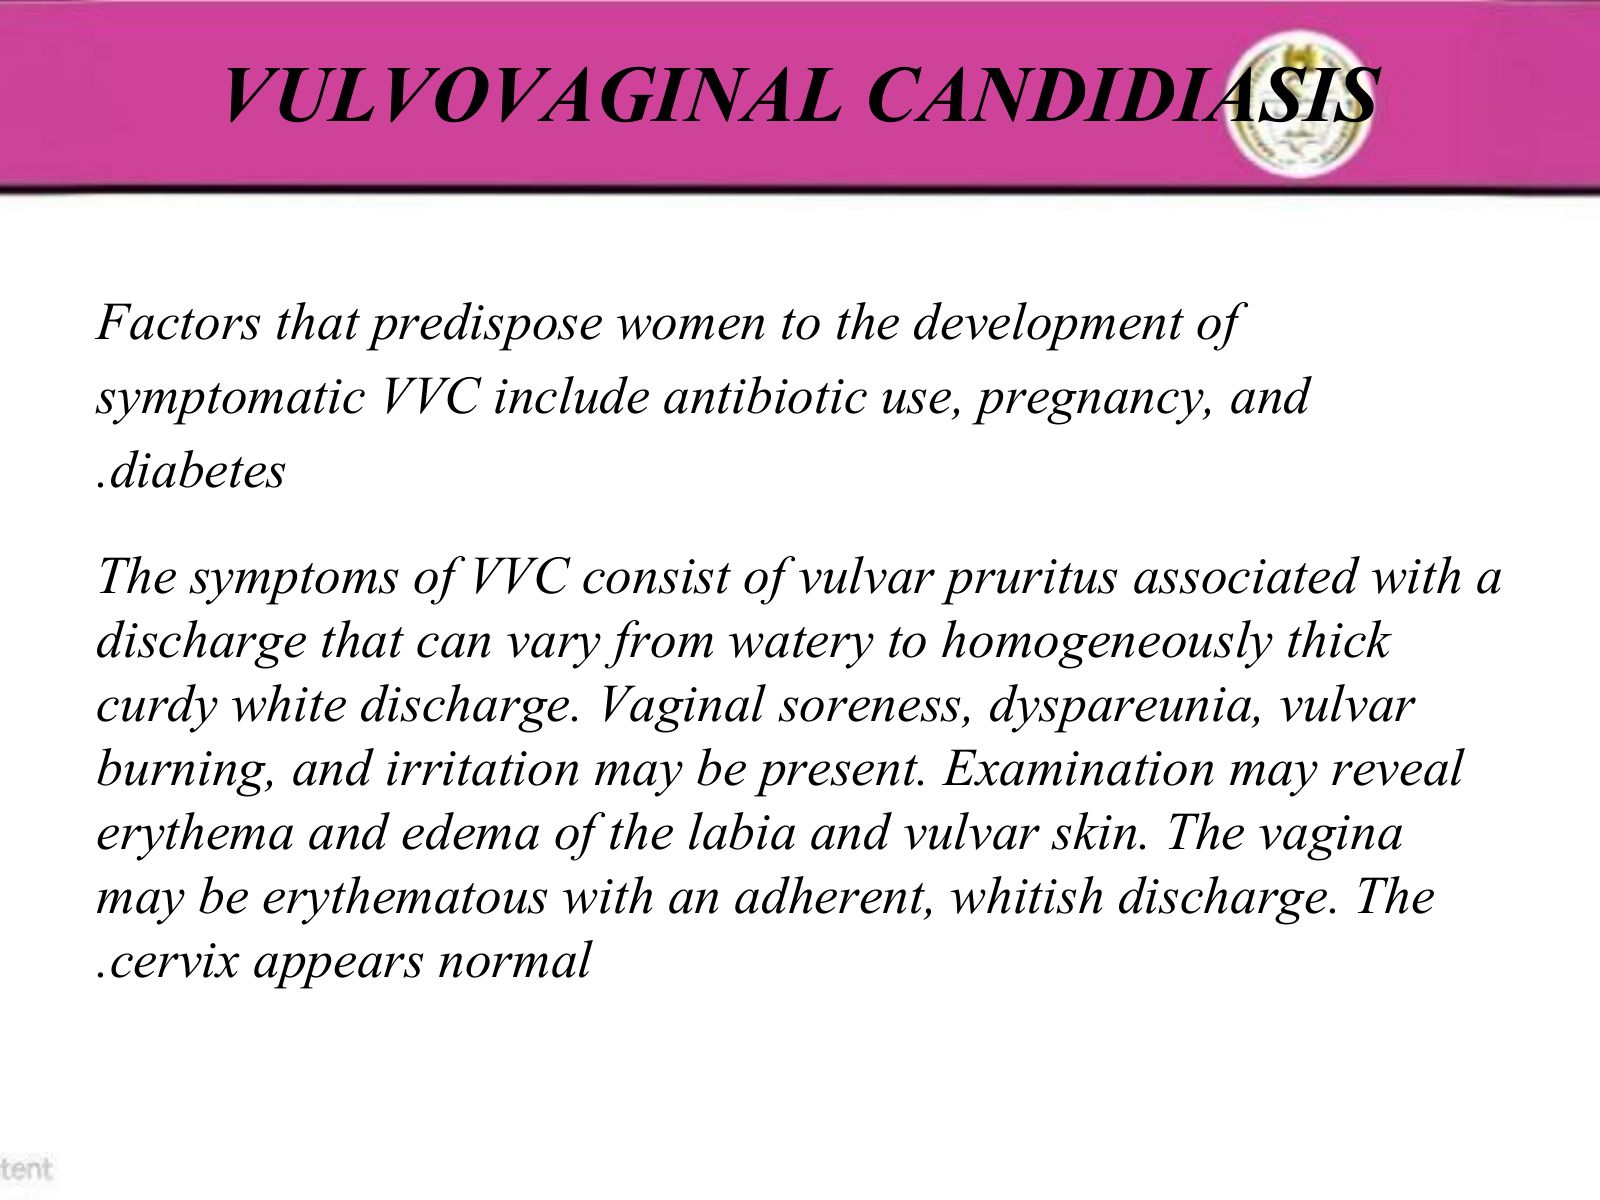 VULVOVAGINAL CANDIDIASIS
Factors that predispose women to the development of
symptomatic VVC include antibiotic use, pregnancy, and
.diabetes
The symptoms of VVC consist of vulvar pruritus associated with a
discharge that can vary from watery to homogeneously thick
curdy white discharge. Vaginal soreness, dyspareunia, vulvar
burning, and irritation may be present. Examination may reveal
erythema and edema of the labia and vulvar skin. The vagina
may be erythematous with an adherent, whitish discharge. The
.cervix appears normal
tent